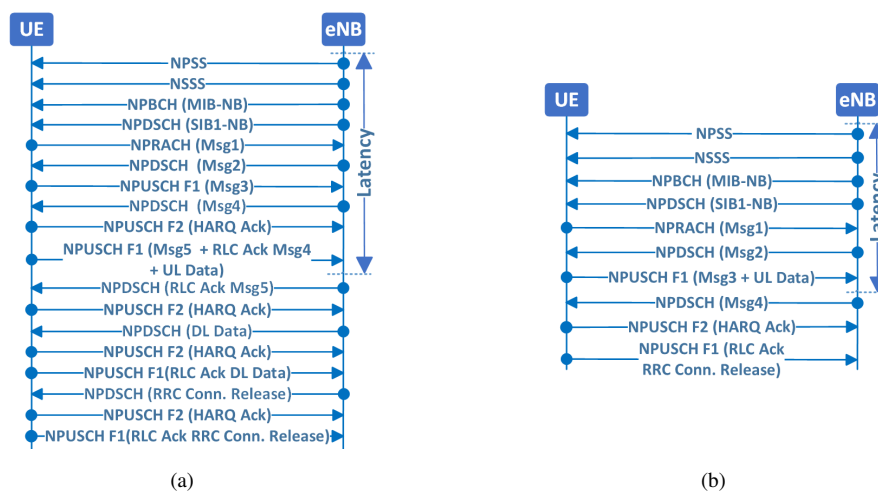 UE
eNB
NPSS
NSSS
NPBCH (MIB-NB)
NPDSCH (SIB1-NB)
NPRACH (Msg1)
NPDSCH (Msg2)
NPUSCH F1 (Msg3)
NPDSCH (Msg4)
NPUSCH F2 (HARQ Ack)
NPUSCH F1 (Msg5 + RLC Ack Msg4
+ UL Data)
NPDSCH (RLC Ack Msg5)
NPUSCH F2 (HARQ Ack)
NPDSCH (DL Data)
NPUSCH F2 (HARQ Ack)
NPUSCH F1(RLC Ack DL Data)
NPDSCH (RRC Conn. Release)
NPUSCH F2 (HARQ Ack)
NPUSCH F1(RLC Ack RRC Conn. Release)
Latency
(a)
UE
eNB
NPSS
NSSS
NPBCH (MIB-NB)
NPDSCH (SIB1-NB)
NPRACH (Msg1)
NPDSCH (Msg2)
NPUSCH F1 (Msg3 + UL Data)
NPDSCH (Msg4)
NPUSCH F2 (HARQ Ack)
NPUSCH F1 (RLC Ack
RRC Conn. Release)
Latency
(b)